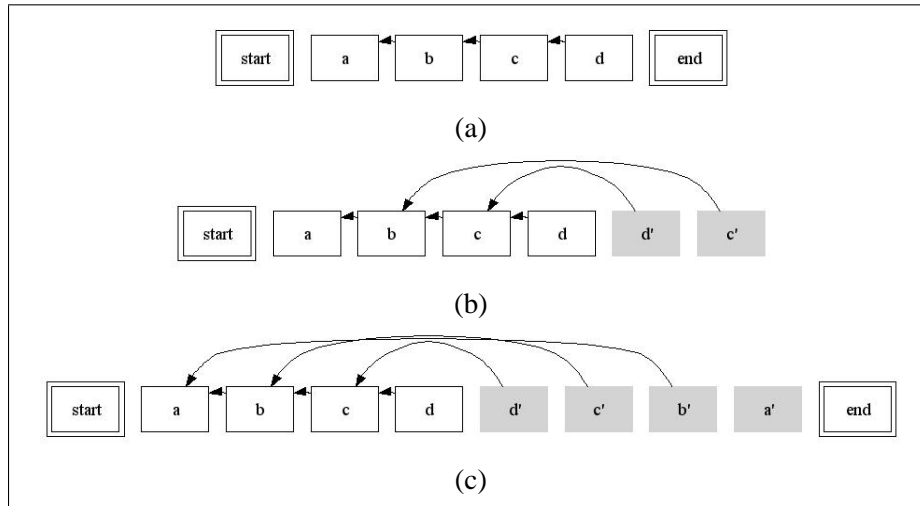 start a b c d end
(a)
start a b c d d' c'
(b)
start a b c d d' c' b' a' end
(c)